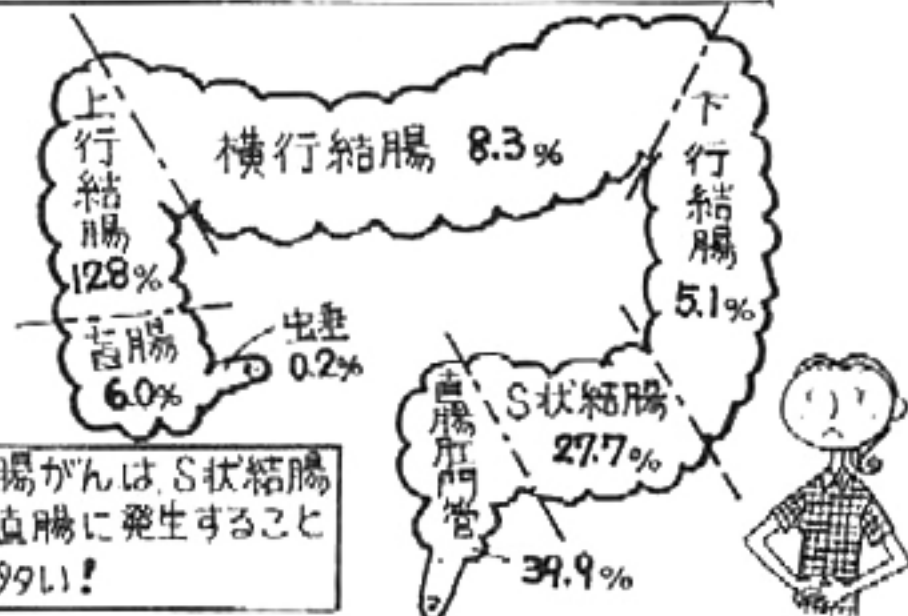 上行結腸
12.8%
横行結腸 8.3%
下行結腸
5.1%
盲腸
6.0%
虫垂
0.2%
S状結腸
27.7%
直腸肛門管
39.9%
腸がんは、S状結腸
直腸に発生すること
多い!